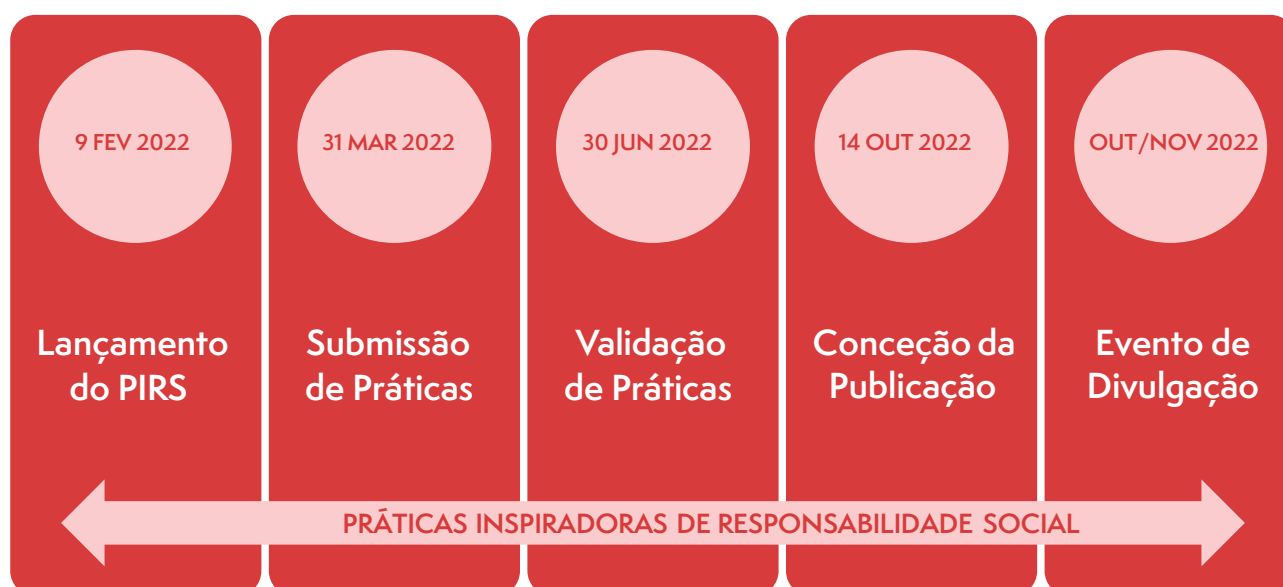 9 FEV 2022
31 MAR 2022
30 JUN 2022
14 OUT 2022
OUT/NOV 2022
Lançamento
do PIRS
Submissão
de Práticas
Validação
de Práticas
Conceção da
Publicação
Evento de
Divulgação
PRÁTICAS INSPIRADORAS DE RESPONSABILIDADE SOCIAL